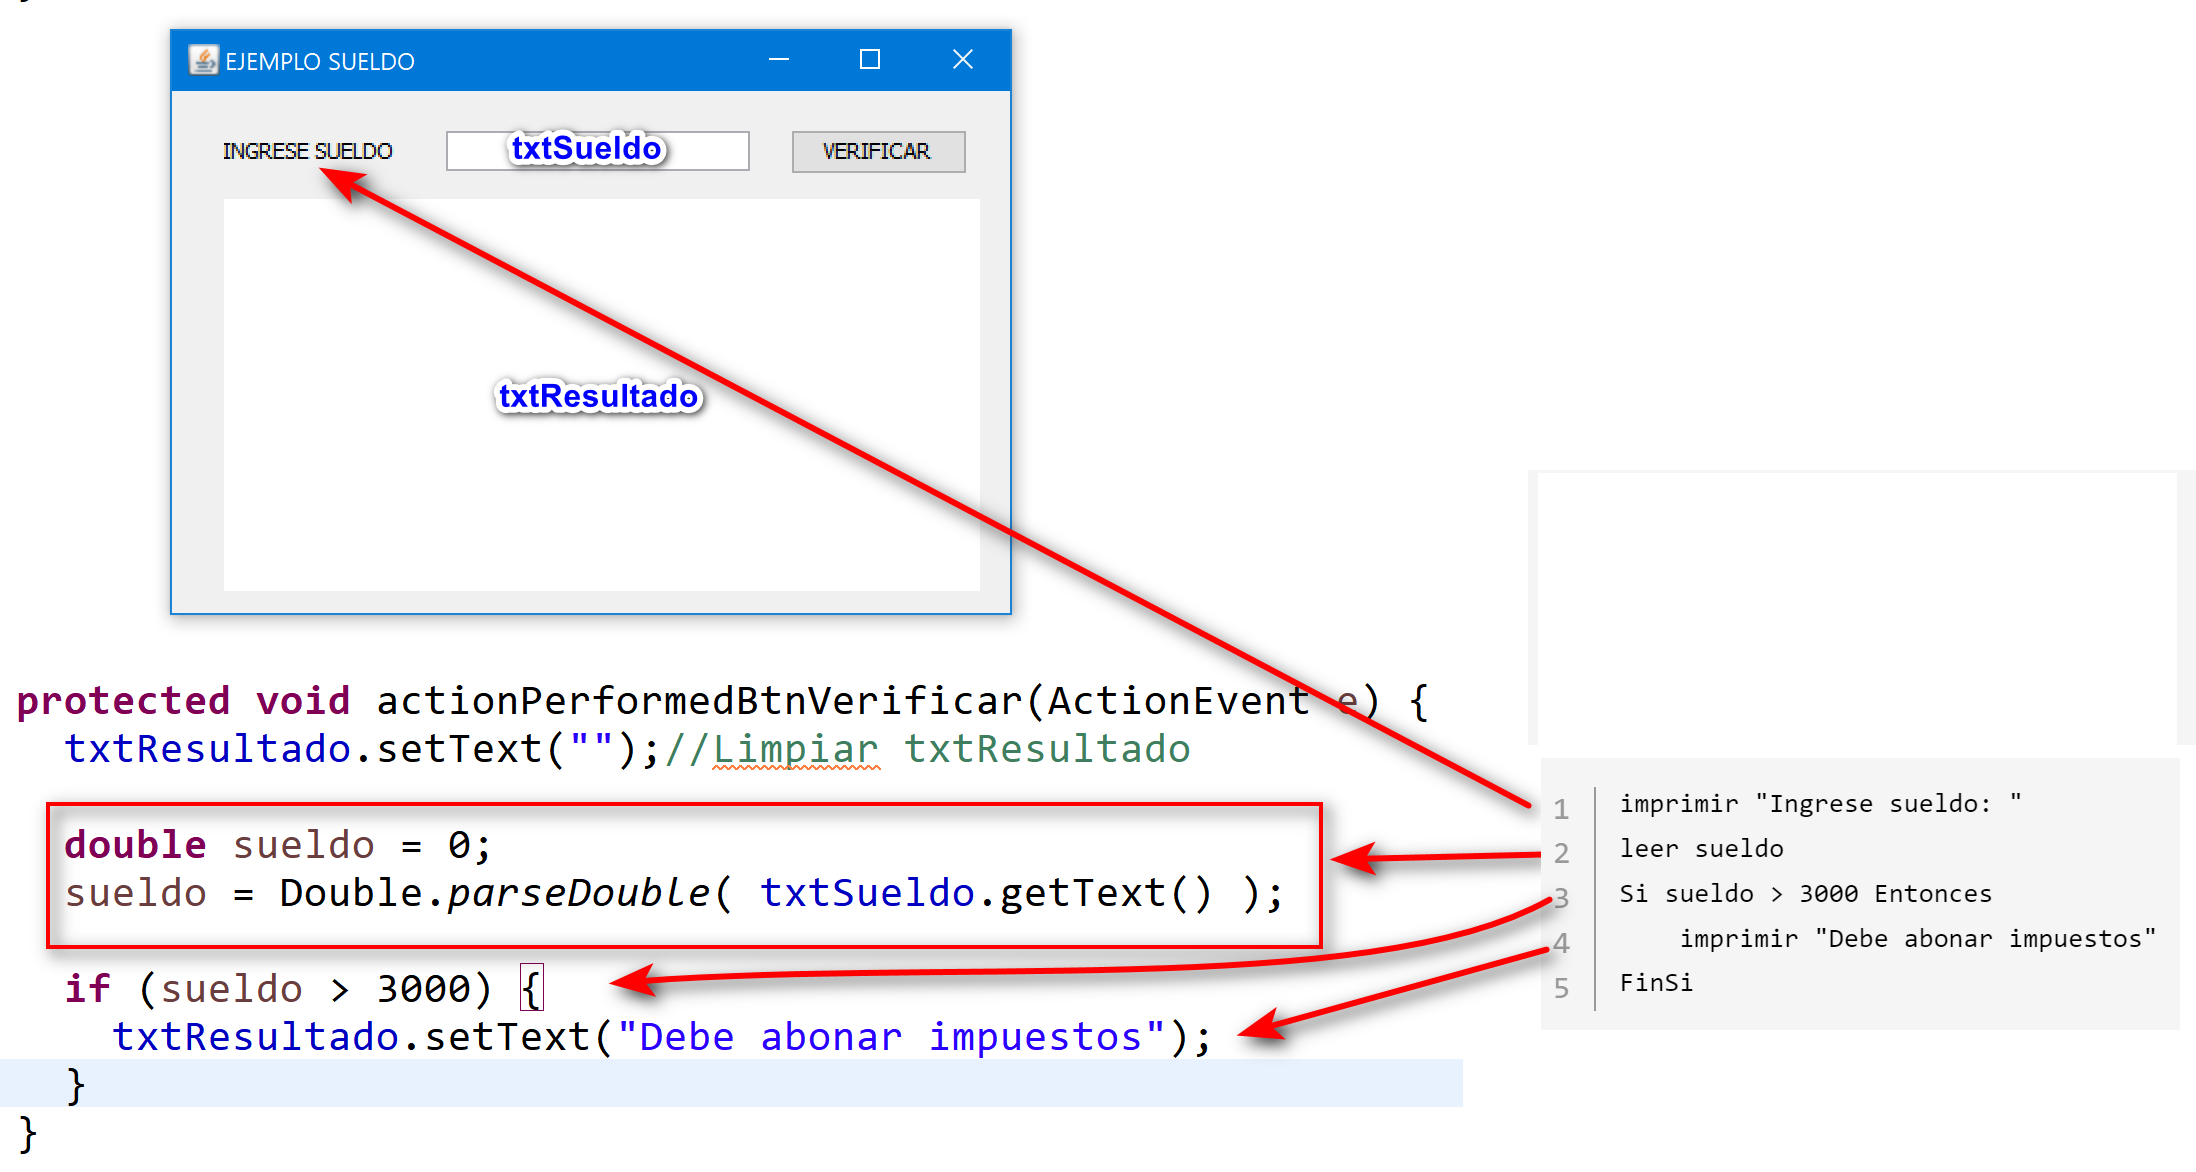 EJEMPLO SUELDO
INGRESE SUELDO
txtSueldo
VERIFICAR
txtResultado
protected void actionPerformedBtnVerificar(ActionEvent e) {
txtResultado.setText("");//Limpiar txtResultado
double sueldo = 0;
sueldo = Double.parseDouble( txtSueldo.getText() );
if (sueldo > 3000) {
txtResultado.setText("Debe abonar impuestos");
}
}
1 imprimir "Ingrese sueldo: "
2 leer sueldo
3 Si sueldo > 3000 Entonces
4 imprimir "Debe abonar impuestos"
5 FinSi